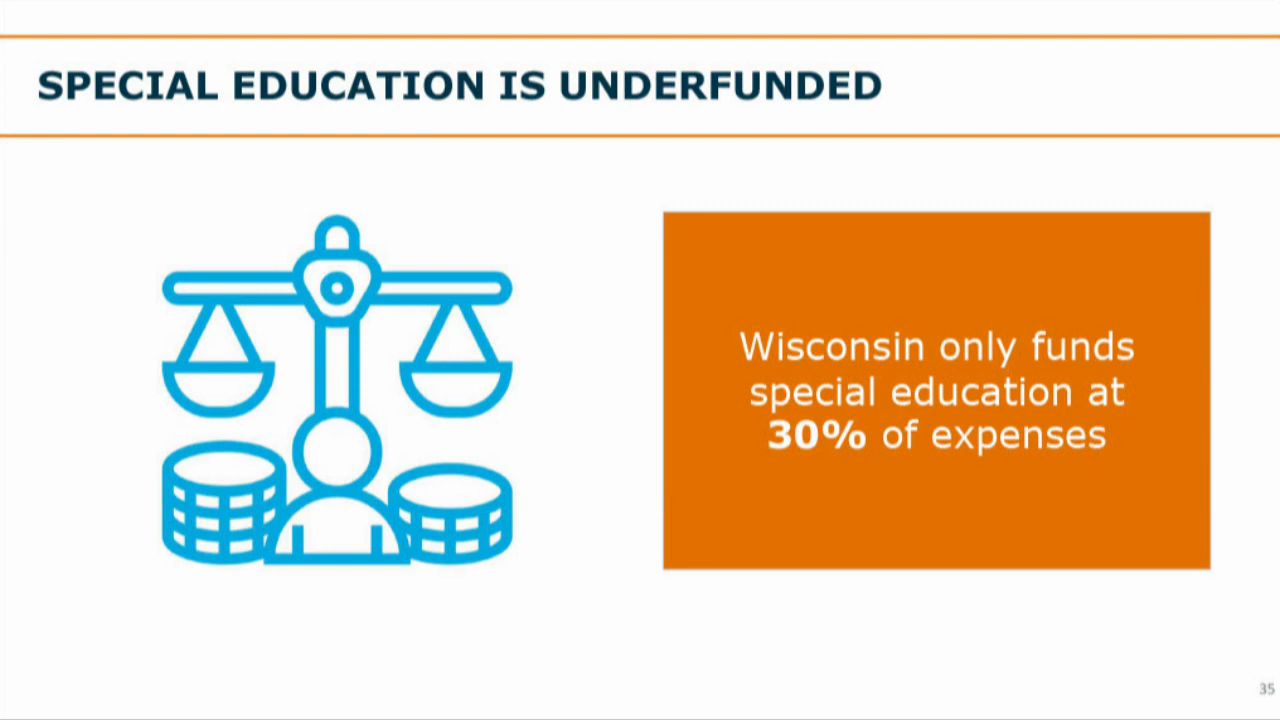 SPECIAL EDUCATION IS UNDERFUNDED
Wisconsin only funds
special education at
30% of expenses
35